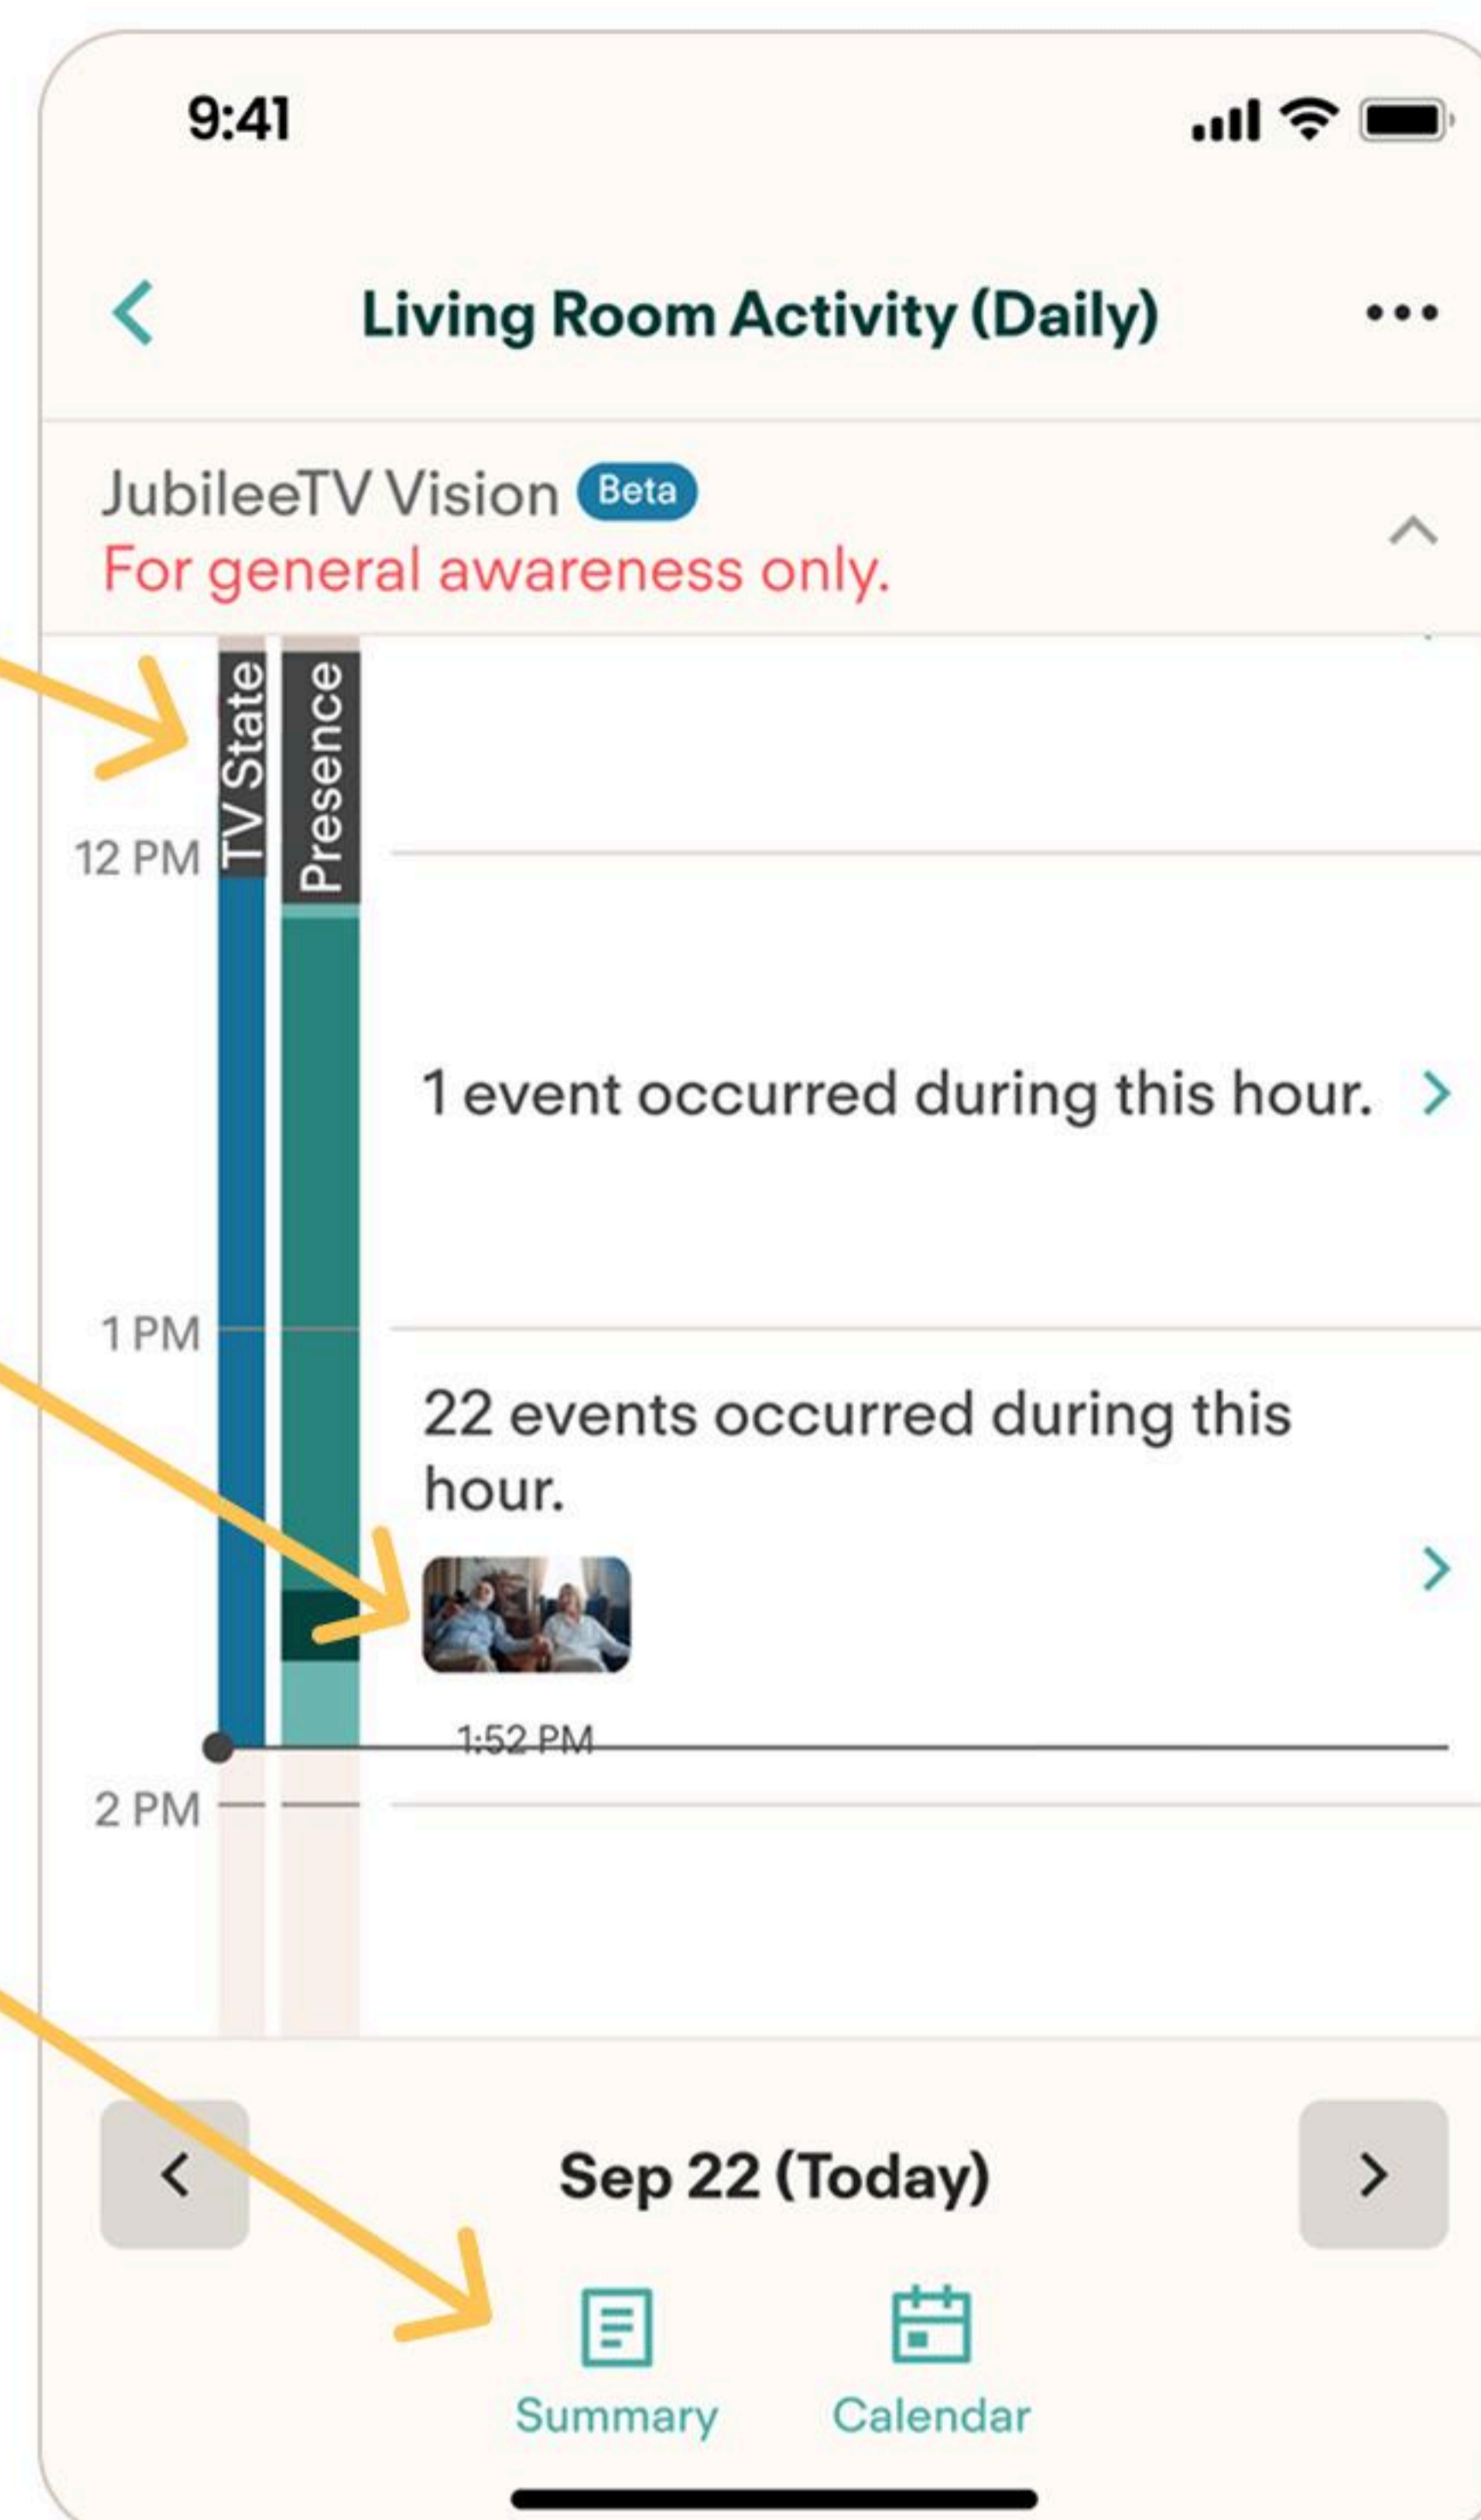 9:41
Living Room Activity (Daily)
JubileeTV Vision Beta
For general awareness only.
TV State
Presence
12 PM
1 event occurred during this hour.
1 PM
22 events occurred during this
hour.
1:52 PM
2 PM
Sep 22 (Today)
Summary
Calendar